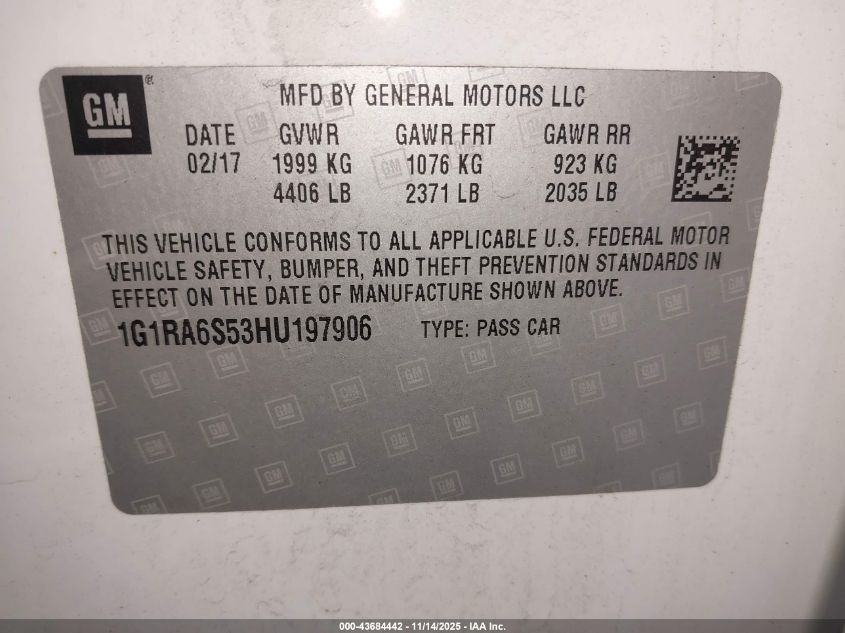 GM ®
MFD BY GENERAL MOTORS LLC
DATE GVWR GAWR FRT GAWR RR
02/17 1999 KG 1076 KG 923 KG
4406 LB 2371 LB 2035 LB
THIS VEHICLE CONFORMS TO ALL APPLICABLE U.S. FEDERAL MOTOR
VEHICLE SAFETY, BUMPER, AND THEFT PREVENTION STANDARDS IN
EFFECT ON THE DATE OF MANUFACTURE SHOWN ABOVE.
1G1RA6S53HU197906 TYPE: PASS CAR
000-43684442 - 11/14/2025 - IAA Inc.